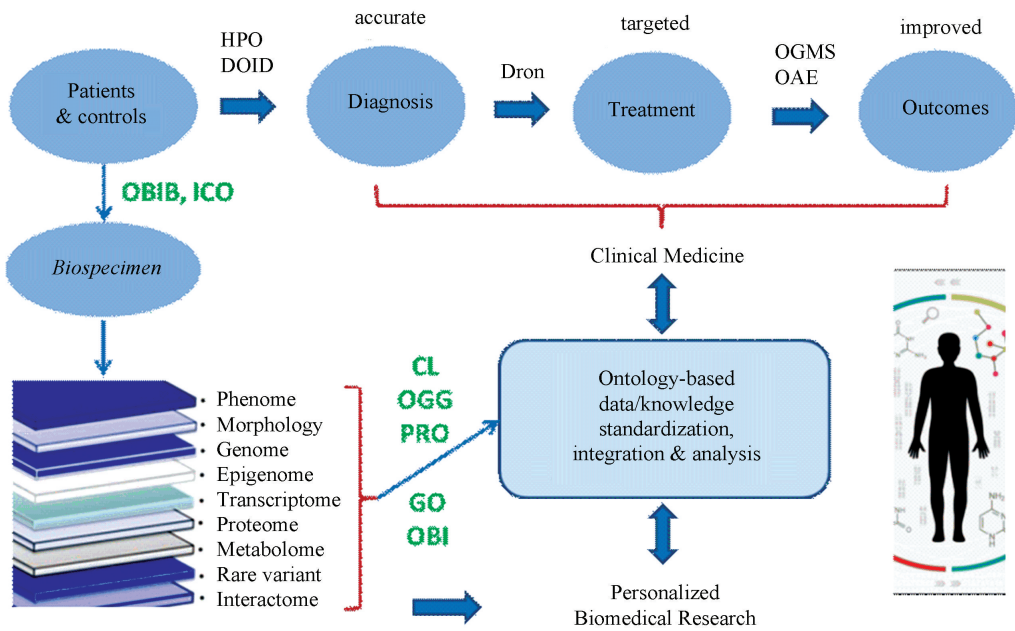 accurate
targeted
improved
HPO
DOID
Dron
OGMS
OAE
Patients
& controls
Diagnosis
Treatment
Outcomes
OBIB, ICO
Biospecimen
Clinical Medicine
CL
OGG
PRO
GO
OBI
Ontology-based
data/knowledge
standardization,
integration & analysis
• Phenome
• Morphology
• Genome
• Epigenome
• Transcriptome
• Proteome
• Metabolome
• Rare variant
• Interactome
Personalized
Biomedical Research